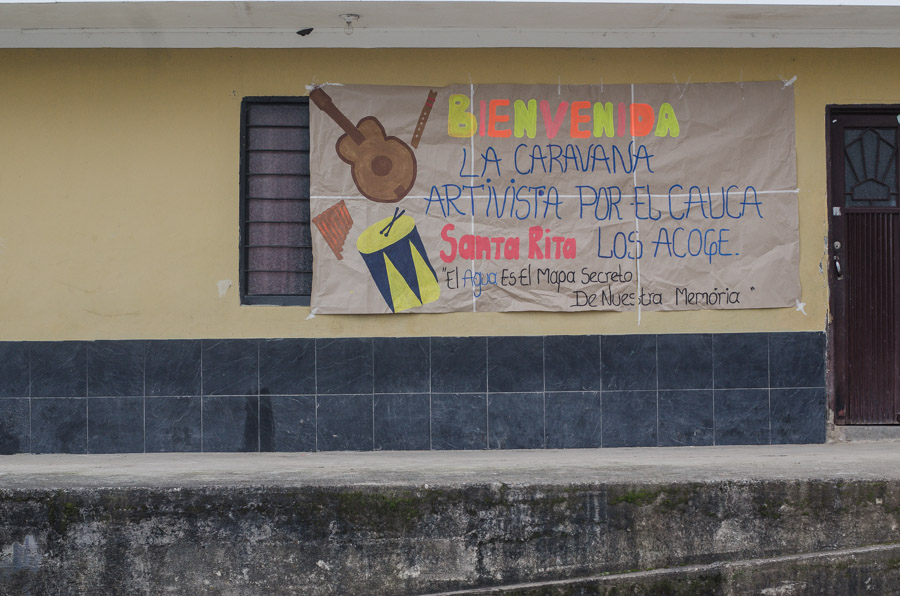 BIENVENIDA
LA CARAVANA
ARTiViSTA POR EL CAUCA
Santa Rita LOS ACOGE.
"El Agua Es El Mapa Secreto
De Nuestra Memória "